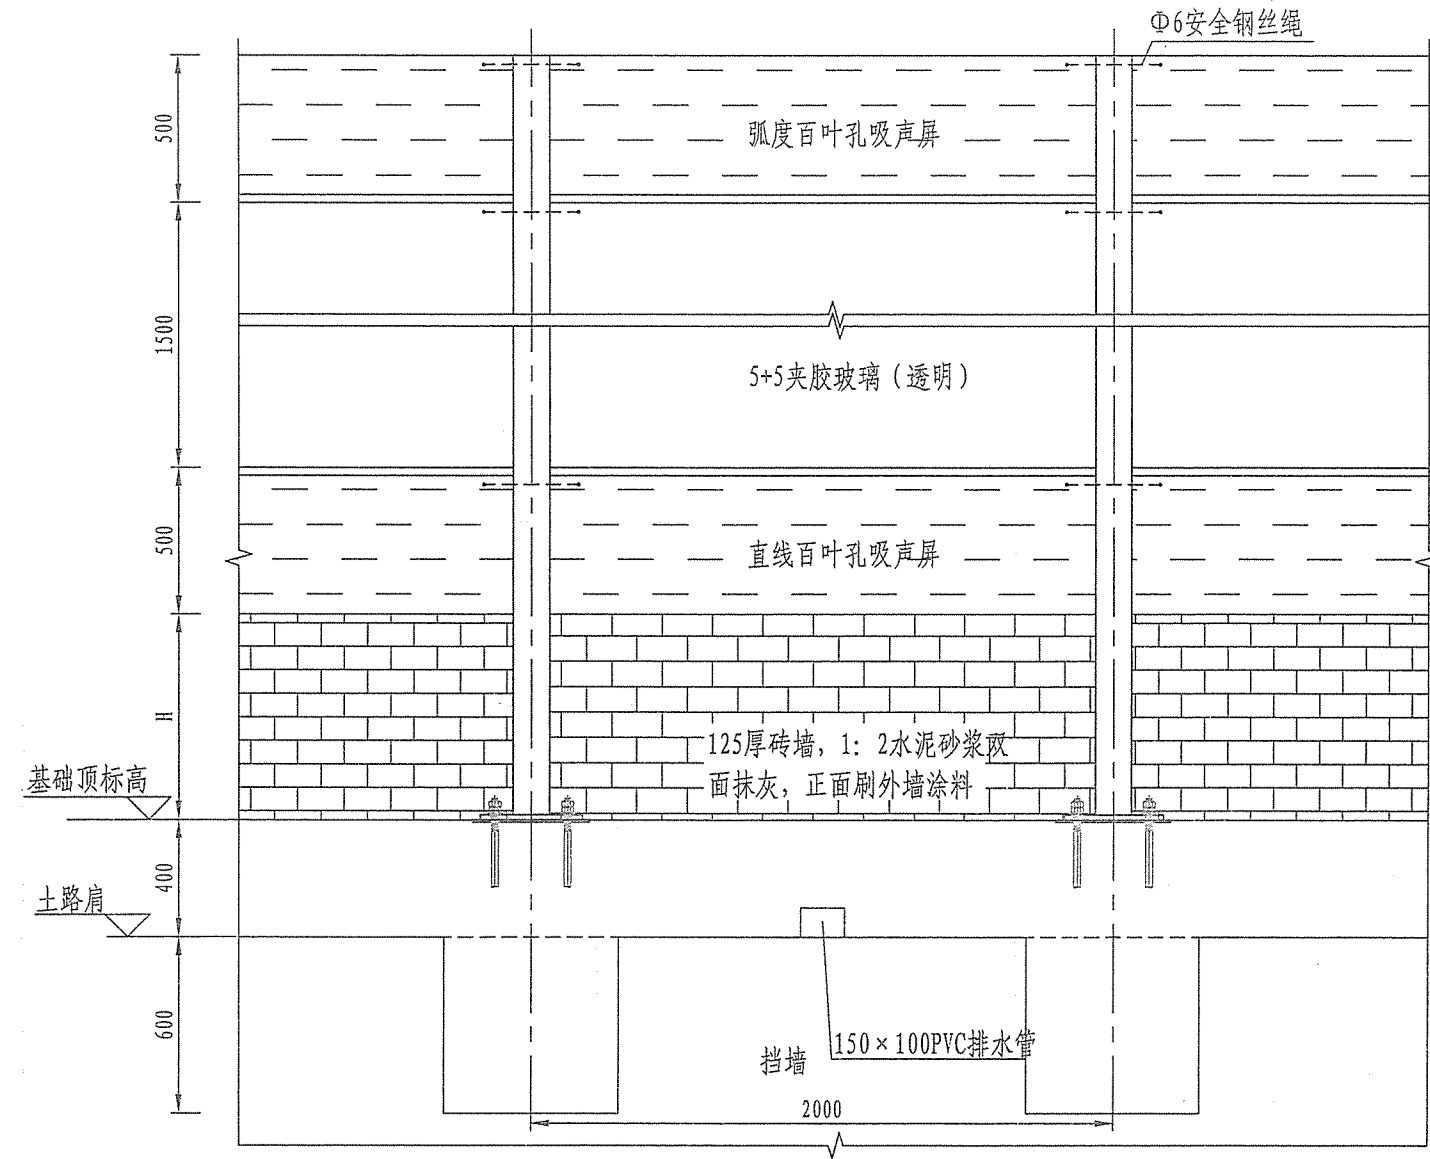 Φ6安全钢丝绳
500
弧度百叶孔吸声屏
1500
5+5夹胶玻璃（透明）
500
直线百叶孔吸声屏
H
125厚砖墙，1：2水泥砂浆双
面抹灰，正面刷外墙涂料
基础顶标高
400
土路肩
600
150×100PVC排水管
挡墙
2000